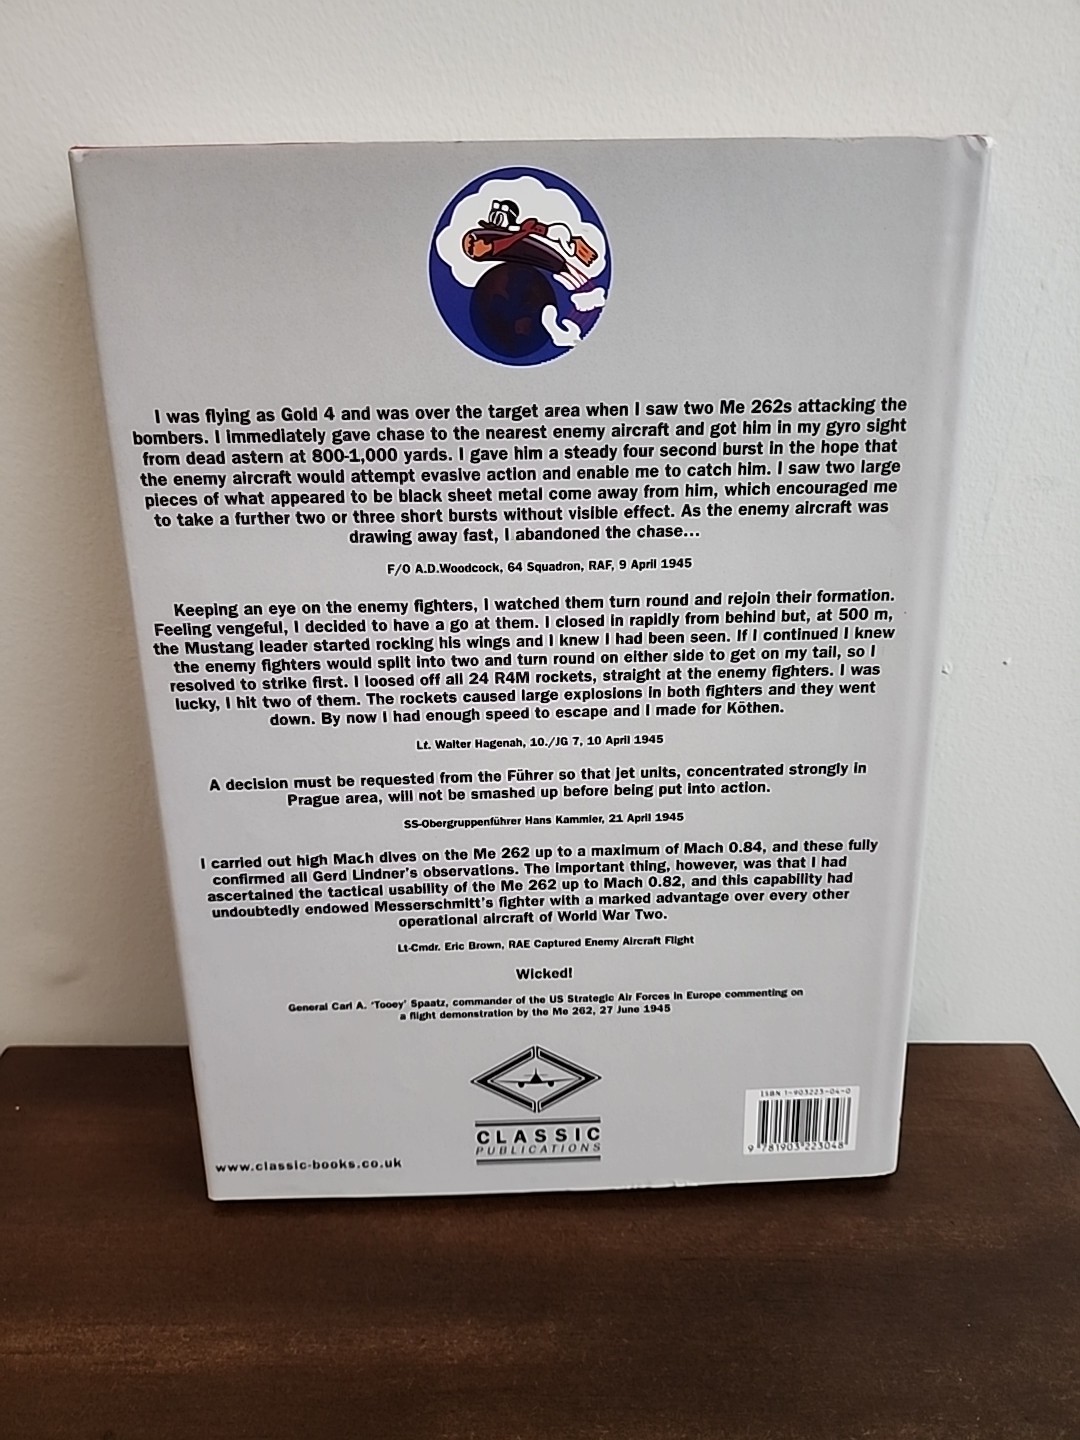 I was flying as Gold 4 and was over the target area when I saw two Me 262s attacking the
bombers. I immediately gave chase to the nearest enemy aircraft and got him in my gyro sight
from dead astern at 800-1,000 yards. I gave him a steady four second burst in the hope that
the enemy aircraft would attempt evasive action and enable me to catch him. I saw two large
pieces of what appeared to be black sheet metal come away from him, which encouraged me
to take a further two or three short bursts without visible effect. As the enemy aircraft was
drawing away fast, I abandoned the chase...
F/O A.D.Woodcock, 64 Squadron, RAF, 9 April 1945
Keeping an eye on the enemy fighters, I watched them turn round and rejoin their formation.
Feeling vengeful, I decided to have a go at them. I closed in rapidly from behind but, at 500 m,
the Mustang leader started rocking his wings and I knew I had been seen. If I continued I knew
the enemy fighters would split into two and turn round on either side to get on my tail, so I
resolved to strike first. I loosed off all 24 R4M rockets, straight at the enemy fighters. I was
lucky, I hit two of them. The rockets caused large explosions in both fighters and they went
down. By now I had enough speed to escape and I made for Köthen.
Lt. Walter Hagenah, 10./JG 7, 10 April 1945
A decision must be requested from the Führer so that jet units, concentrated strongly in
Prague area, will not be smashed up before being put into action.
SS-Obergruppenführer Hans Kammler, 21 April 1945
I carried out high Mach dives on the Me 262 up to a maximum of Mach 0.84, and these fully
confirmed all Gerd Lindner's observations. The important thing, however, was that I had
ascertained the tactical usability of the Me 262 up to Mach 0.82, and this capability had
undoubtedly endowed Messerschmitt's fighter with a marked advantage over every other
operational aircraft of World War Two.
Lt-Cmdr. Eric Brown, RAE Captured Enemy Aircraft Flight
Wicked!
General Carl A. 'Tooey' Spaatz, commander of the US Strategic Air Forces in Europe commenting on
a flight demonstration by the Me 262, 27 June 1945
CLASSIC
PUBLICATIONS
www.classic-books.co.uk
ISBN 1-903223-04-0
9 781903 223048